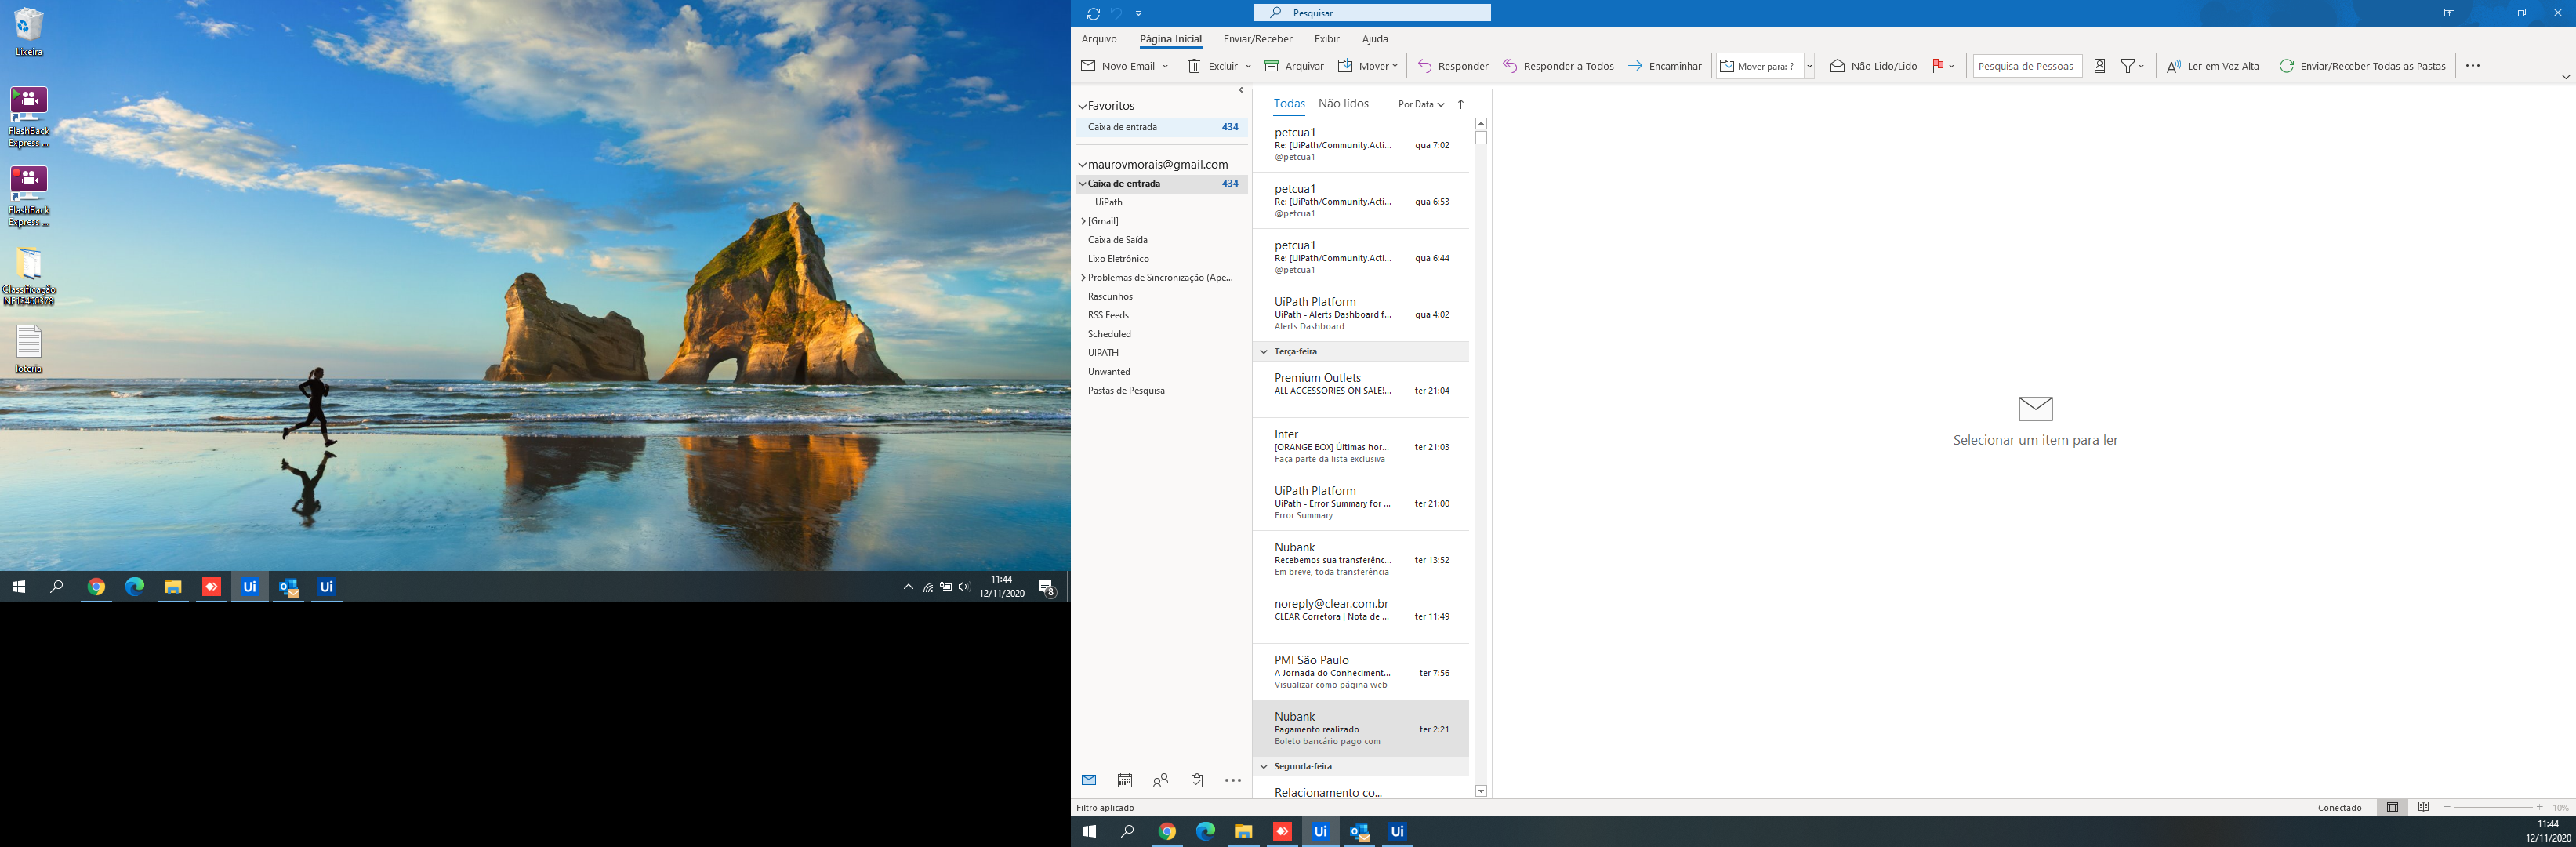 Lixeira
FlashBack
Express ...
FlashBack
Express ...
Classificação
NF13460378
loteria
Ui
Ui
11:44
12/11/2020
8
Pesquisar
Arquivo
Página Inicial
Enviar/Receber
Exibir
Ajuda
Novo Email
Excluir
Arquivar
Mover
Responder
Responder a Todos
Encaminhar
Mover para: ?
Não Lido/Lido
Pesquisa de Pessoas
Ler em Voz Alta
Enviar/Receber Todas as Pastas
Favoritos
Caixa de entrada 434
maurovmorais@gmail.com
Caixa de entrada 434
UiPath
[Gmail]
Caixa de Saída
Lixo Eletrônico
Problemas de Sincronização (Ape...
Rascunhos
RSS Feeds
Scheduled
UIPATH
Unwanted
Pastas de Pesquisa
Todas Não lidos Por Data
petcua1
Re: [UiPath/Community.Acti... qua 7:02
@petcua1
petcua1
Re: [UiPath/Community.Acti... qua 6:53
@petcua1
petcua1
Re: [UiPath/Community.Acti... qua 6:44
@petcua1
UiPath Platform
UiPath - Alerts Dashboard f... qua 4:02
Alerts Dashboard
Terça-feira
Premium Outlets
ALL ACCESSORIES ON SALE!... ter 21:04
Inter
[ORANGE BOX] Últimas hor... ter 21:03
Faça parte da lista exclusiva
UiPath Platform
UiPath - Error Summary for ... ter 21:00
Error Summary
Nubank
Recebemos sua transferênc... ter 13:52
Em breve, toda transferência
noreply@clear.com.br
CLEAR Corretora | Nota de ... ter 11:49
PMI São Paulo
A Jornada do Conheciment... ter 7:56
Visualizar como página web
Nubank
Pagamento realizado ter 2:21
Boleto bancário pago com
Segunda-feira
Relacionamento co...
Selecionar um item para ler
Filtro aplicado
Conectado
10%
Ui
Ui
11:44
12/11/2020